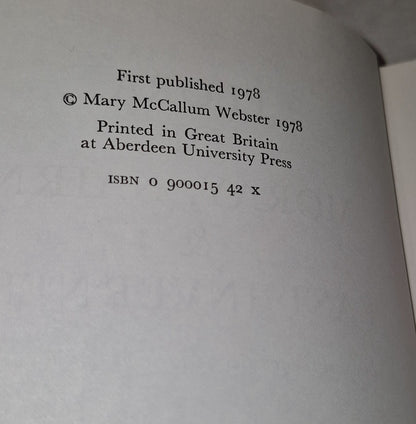 First published 1978
© Mary McCallum Webster 1978
Printed in Great Britain
at Aberdeen University Press
ISBN 0 900015 42 X